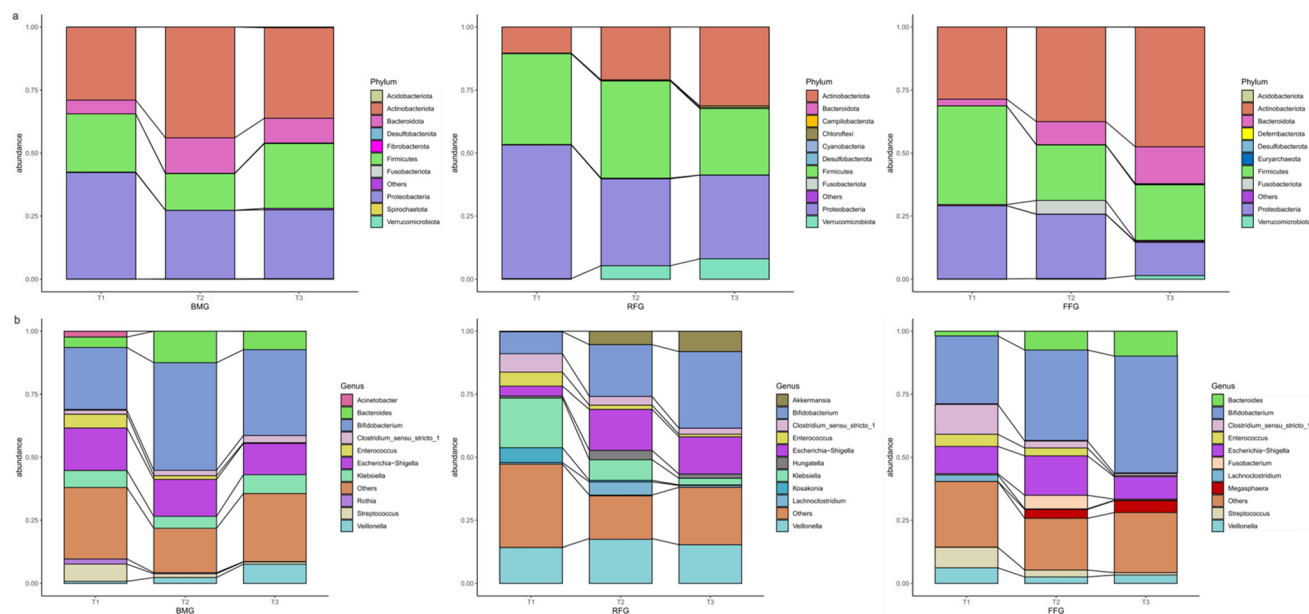 a
1.00
0.75
0.50
0.25
0.00
abundance
T1
T2
T3
BMG
Phylum
Acidobacteriota
Actinobacteriota
Bacteroidota
Desulfobacterota
Fibrobacterota
Firmicutes
Fusobacteriota
Others
Proteobacteria
Spirochaetota
Verrucomicrobiota
1.00
0.75
0.50
0.25
0.00
abundance
T1
T2
T3
RFG
Phylum
Actinobacteriota
Bacteroidota
Campilobacterota
Chloroflexi
Cyanobacteria
Desulfobacterota
Firmicutes
Fusobacteriota
Others
Proteobacteria
Verrucomicrobiota
1.00
0.75
0.50
0.25
0.00
abundance
T1
T2
T3
FFG
Phylum
Acidobacteriota
Actinobacteriota
Bacteroidota
Deferribacterota
Desulfobacterota
Euryarchaeota
Firmicutes
Fusobacteriota
Others
Proteobacteria
Verrucomicrobiota
b
1.00
0.75
0.50
0.25
0.00
abundance
T1
T2
T3
BMG
Genus
Acinetobacter
Bacteroides
Bifidobacterium
Clostridium_sensu_stricto_1
Enterococcus
Escherichia-Shigella
Klebsiella
Others
Rothia
Streptococcus
Veillonella
1.00
0.75
0.50
0.25
0.00
abundance
T1
T2
T3
RFG
Genus
Akkermansia
Bifidobacterium
Clostridium_sensu_stricto_1
Enterococcus
Escherichia-Shigella
Hungatella
Klebsiella
Kosakonia
Lachnoclostridium
Others
Veillonella
1.00
0.75
0.50
0.25
0.00
abundance
T1
T2
T3
FFG
Genus
Bacteroides
Bifidobacterium
Clostridium_sensu_stricto_1
Enterococcus
Escherichia-Shigella
Fusobacterium
Lachnoclostridium
Megasphaera
Others
Streptococcus
Veillonella